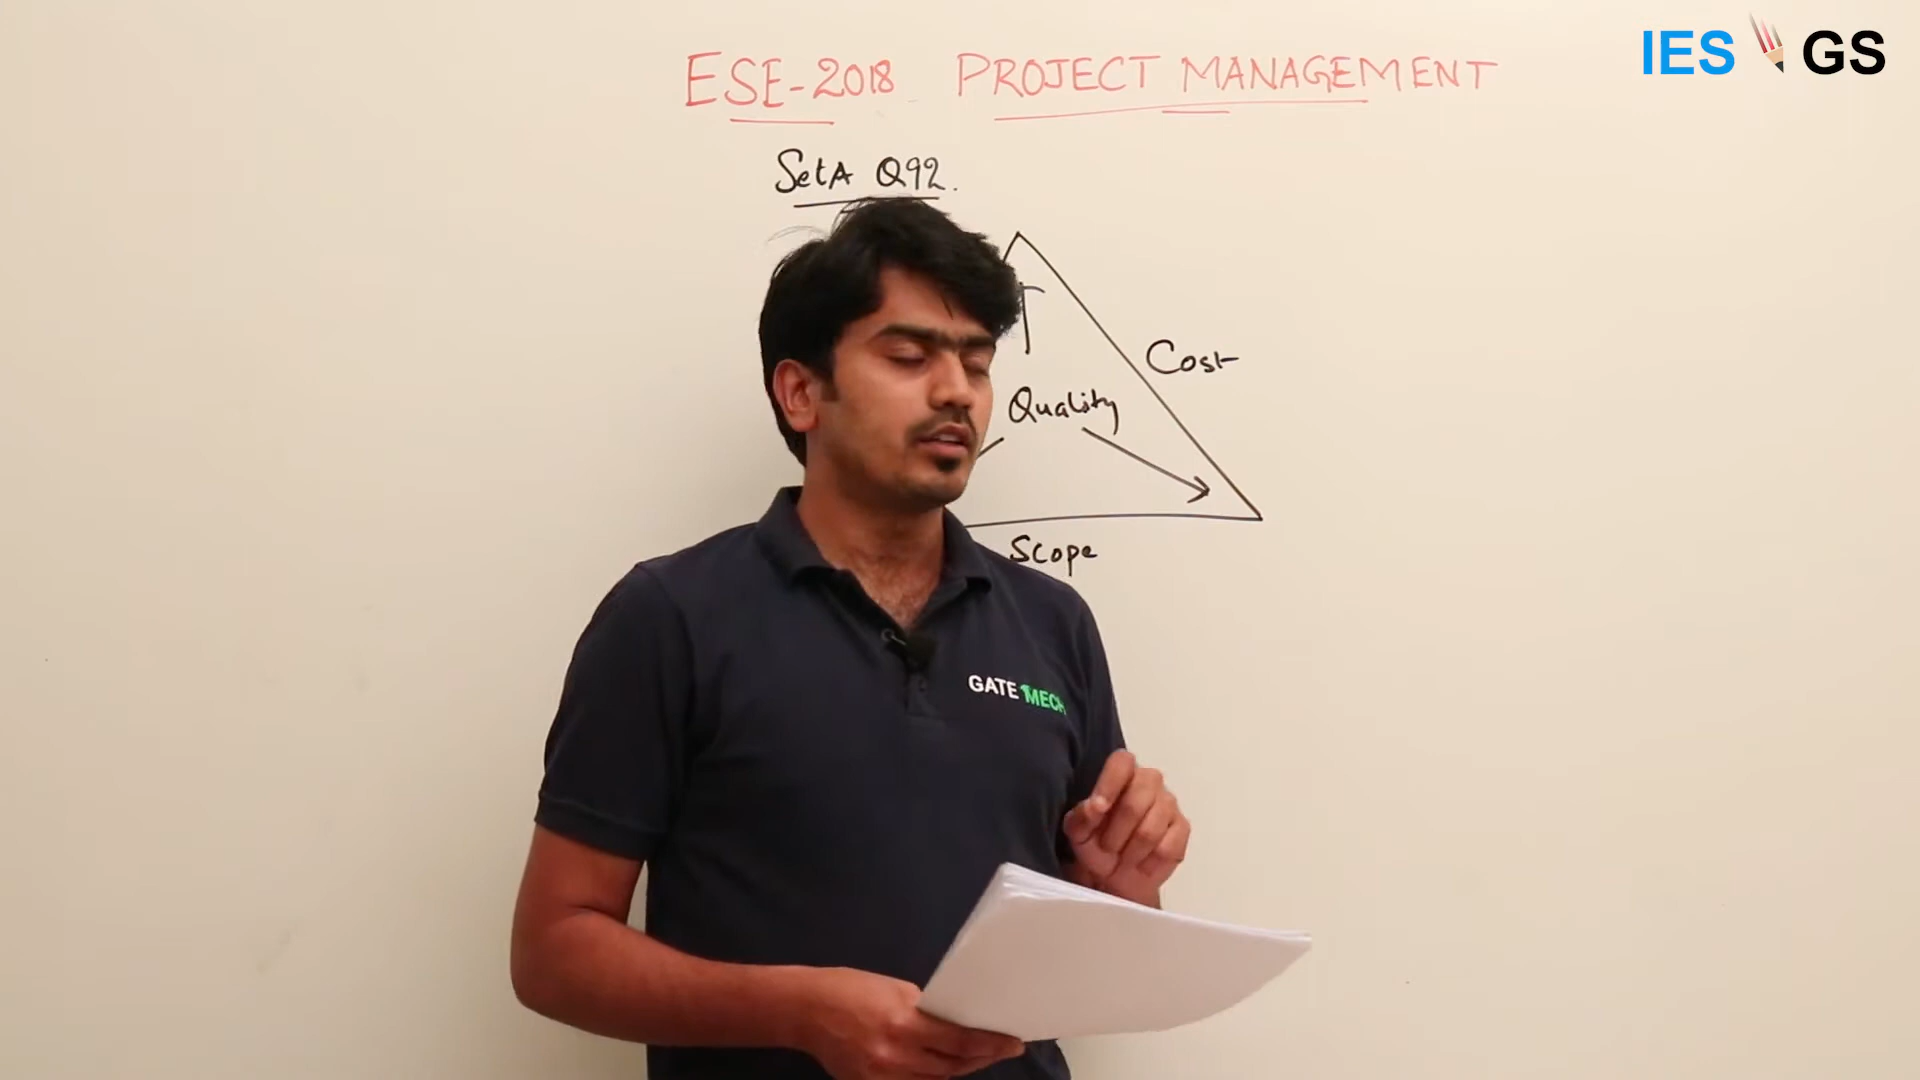 IES GS
ESE-2018 PROJECT MANAGEMENT
SetA Q92.
Cost
Quality
Scope
GATE MECH